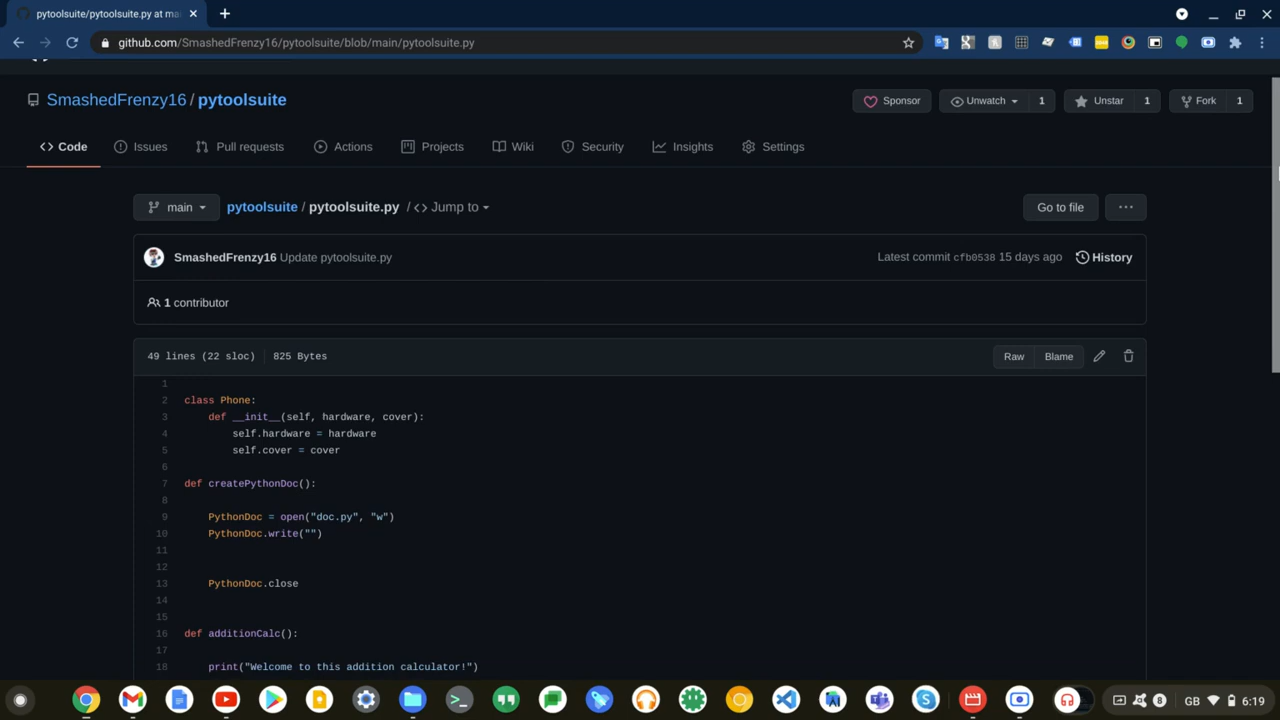 pytoolsuite/pytoolsuite.py at ma
github.com/SmashedFrenzy16/pytoolsuite/blob/main/pytoolsuite.py
SmashedFrenzy16 / pytoolsuite
Sponsor
Unwatch 1
Unstar 1
Fork 1
Code
Issues
Pull requests
Actions
Projects
Wiki
Security
Insights
Settings
main
pytoolsuite / pytoolsuite.py / <> Jump to
Go to file
SmashedFrenzy16 Update pytoolsuite.py
Latest commit cfb0538 15 days ago
History
1 contributor
49 lines (22 sloc) 825 Bytes
Raw
Blame
1
2 class Phone:
3 def __init__(self, hardware, cover):
4 self.hardware = hardware
5 self.cover = cover
6
7 def createPythonDoc():
8
9 PythonDoc = open("doc.py", "w")
10 PythonDoc.write("")
11
12
13 PythonDoc.close
14
15
16 def additionCalc():
17
18 print("Welcome to this addition calculator!")
8
GB
6:19